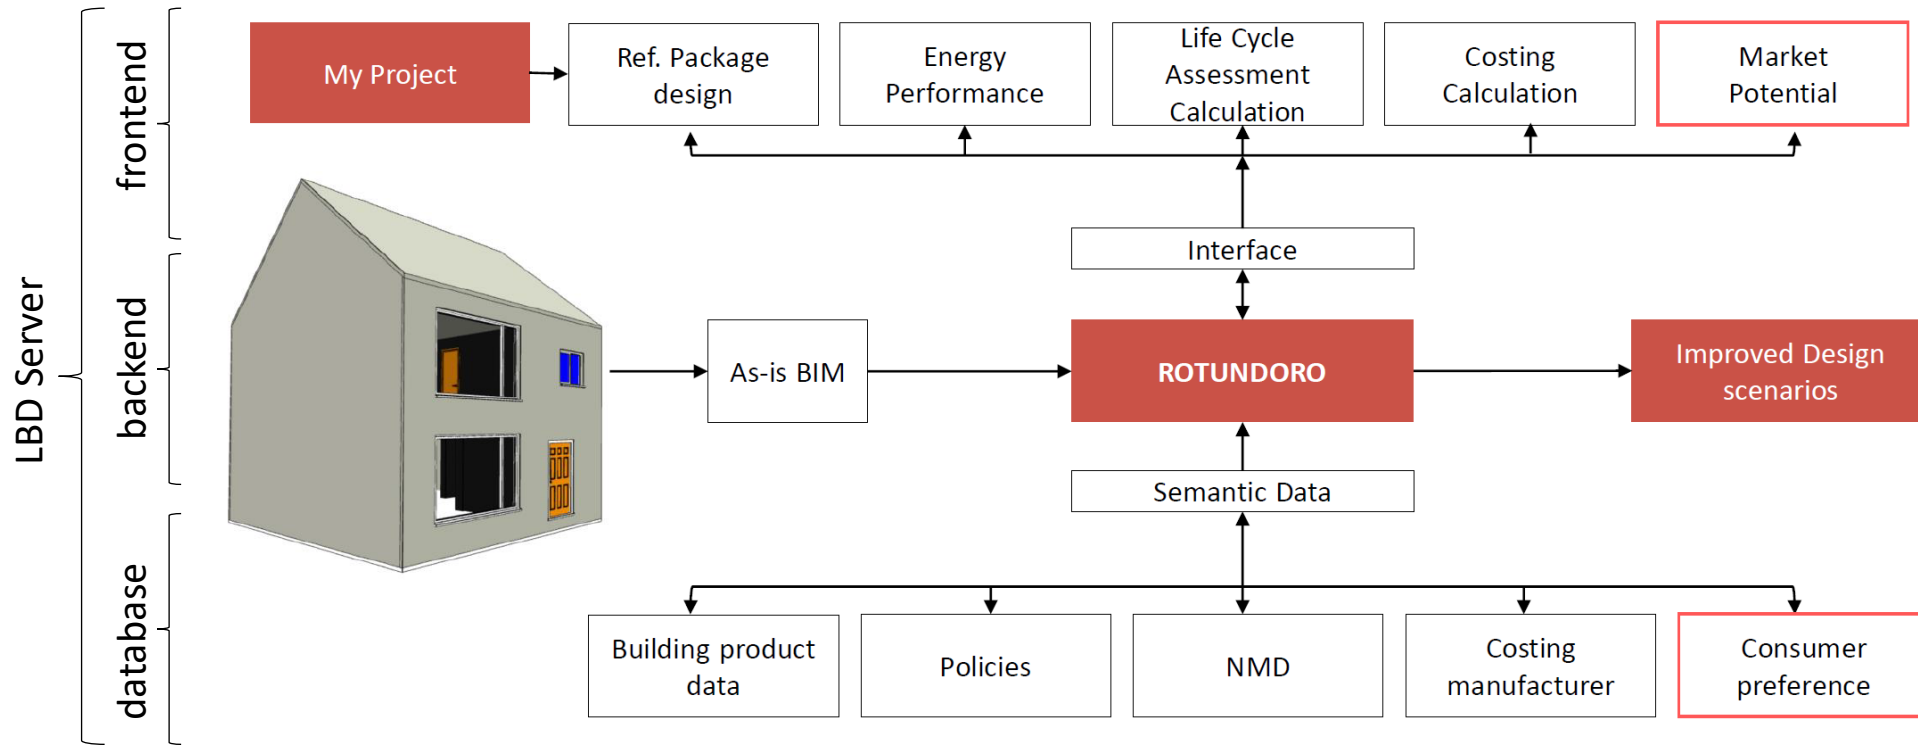 LBD Server
frontend
My Project
Ref. Package
design
Energy
Performance
Life Cycle
Assessment
Calculation
Costing
Calculation
Market
Potential
Interface
backend
As-is BIM
ROTUNDORO
Improved Design
scenarios
Semantic Data
database
Building product
data
Policies
NMD
Costing
manufacturer
Consumer
preference